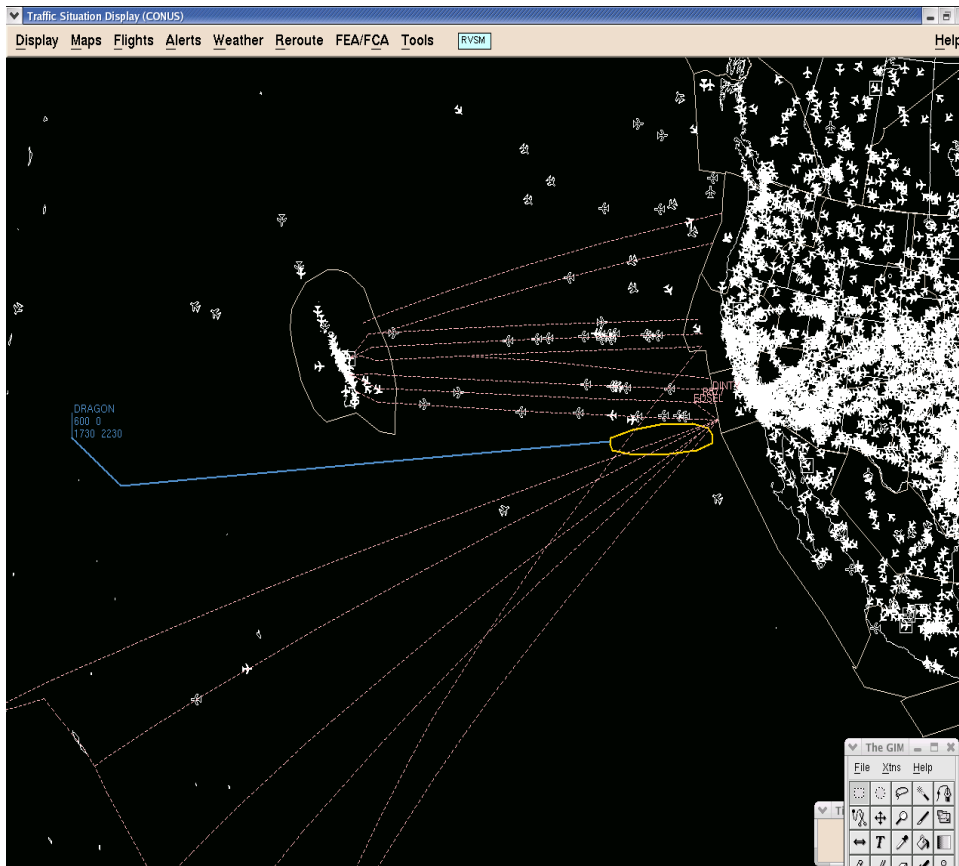 Traffic Situation Display (CONUS)
Display Maps Flights Alerts Weather Reroute FEA/FCA Tools RVSM Help
DRAGON
600 0
1730 2230
The GIM
File Xtns Help
T